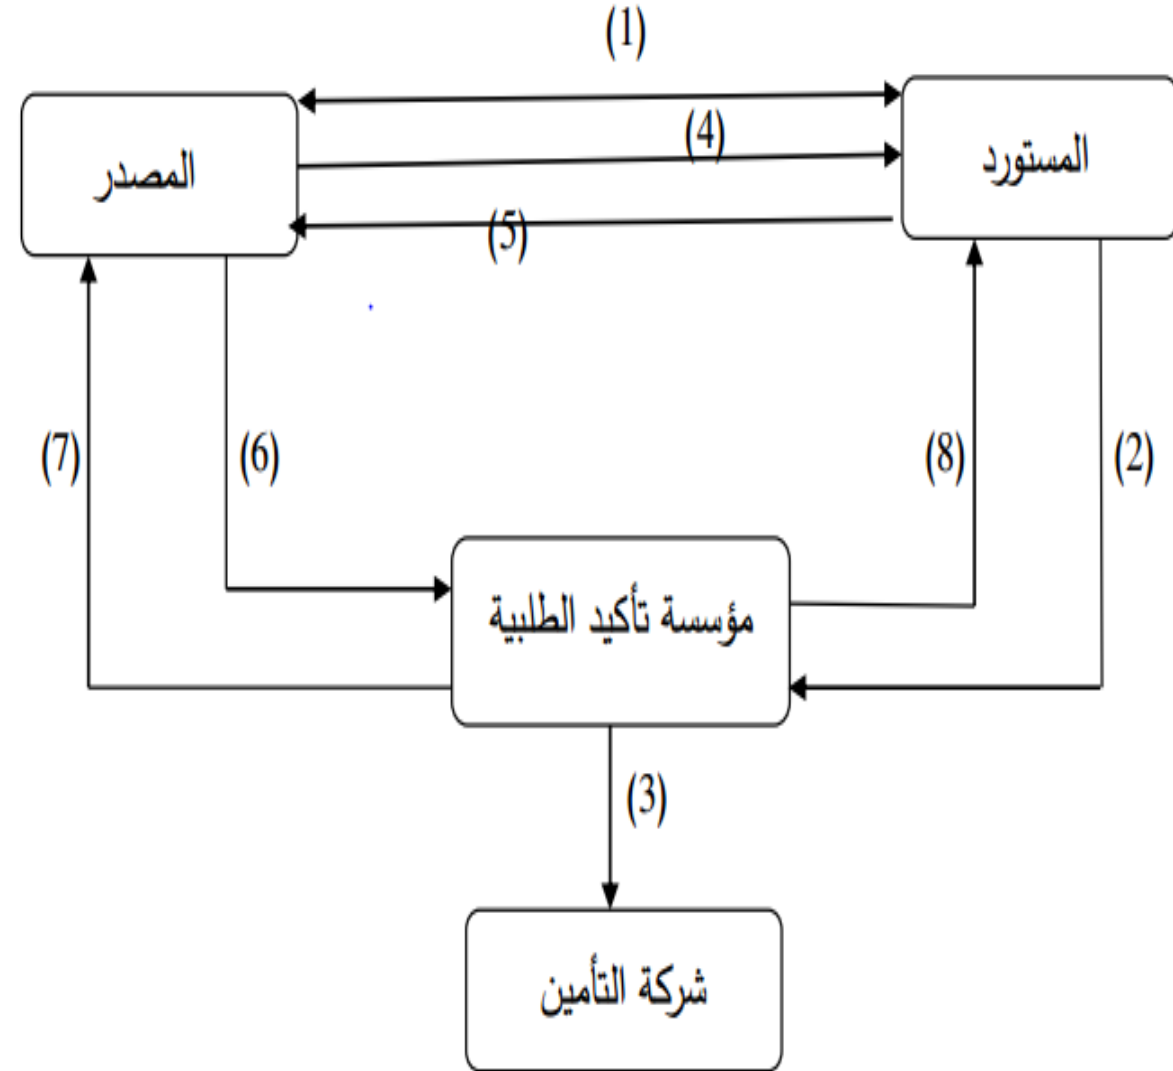 (1)
المستورد
المصدر
(4)
(5)
(2)
(8)
(6)
(7)
مؤسسة تأكيد الطلبية
(3)
شركة التأمين